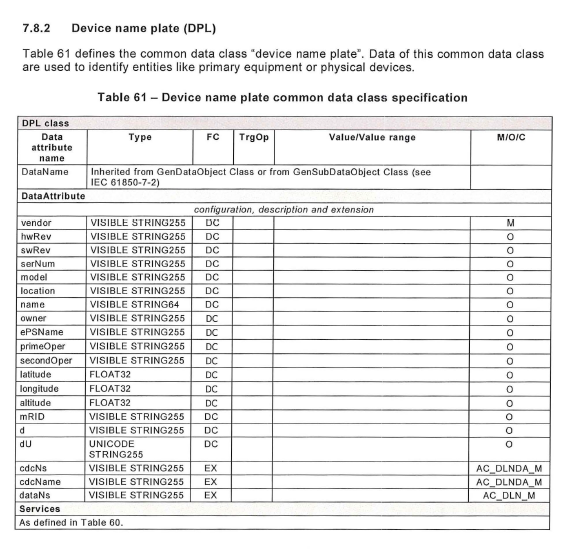 7.8.2 Device name plate (DPL)
Table 61 defines the common data class “device name plate”. Data of this common data class
are used to identify entities like primary equipment or physical devices.
Table 61 – Device name plate common data class specification
DPL class
Data attribute name Type FC TrgOp Value/Value range M/O/C
DataName Inherited from GenDataObject Class or from GenSubDataObject Class (see
IEC 61850-7-2)
DataAttribute
configuration, description and extension
vendor VISIBLE STRING255 DC M
hwRev VISIBLE STRING255 DC O
swRev VISIBLE STRING255 DC O
serNum VISIBLE STRING255 DC O
model VISIBLE STRING255 DC O
location VISIBLE STRING255 DC O
name VISIBLE STRING64 DC O
owner VISIBLE STRING255 DC O
ePSName VISIBLE STRING255 DC O
primeOper VISIBLE STRING255 DC O
secondOper VISIBLE STRING255 DC O
latitude FLOAT32 DC O
longitude FLOAT32 DC O
altitude FLOAT32 DC O
mRID VISIBLE STRING255 DC O
d VISIBLE STRING255 DC O
dU UNICODE STRING255 DC O
cdcNs VISIBLE STRING255 EX AC_DLNDA_M
cdcName VISIBLE STRING255 EX AC_DLNDA_M
dataNs VISIBLE STRING255 EX AC_DLN_M
Services
As defined in Table 60.